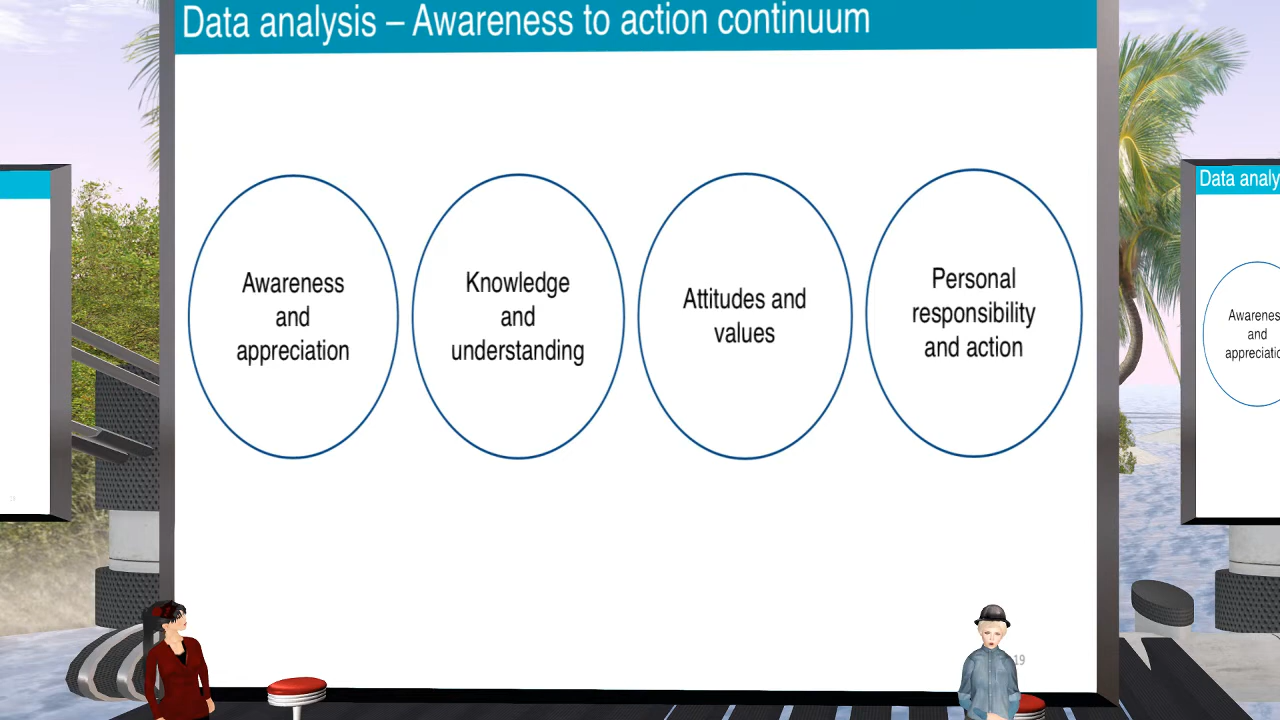 Data analysis – Awareness to action continuum
Awareness
and
appreciation
Knowledge
and
understanding
Attitudes and
values
Personal
responsibility
and action
19
Data analy
Awarenes
and
appreciatio